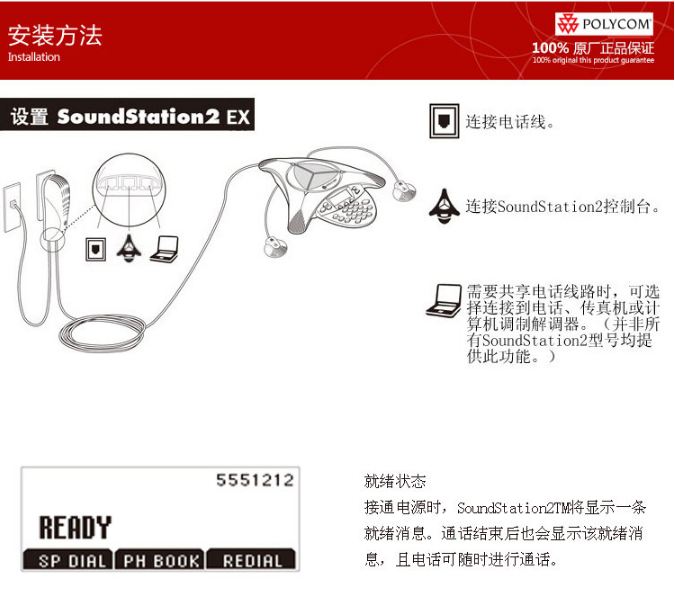 安装方法
Installation
POLYCOM
100% 原厂正品保证
100% original this product guarantee
设置 SoundStation2 EX
连接电话线。
连接SoundStation2控制台。
需要共享电话线路时，可选
择连接到电话、传真机或计
算机调制解调器。（并非所
有SoundStation2型号均提
供此功能。）
5551212
READY
SP DIAL PH BOOK REDIAL
就绪状态
接通电源时，SoundStation2TM将显示一条
就绪消息。通话结束后也会显示该就绪消
息，且电话可随时进行通话。